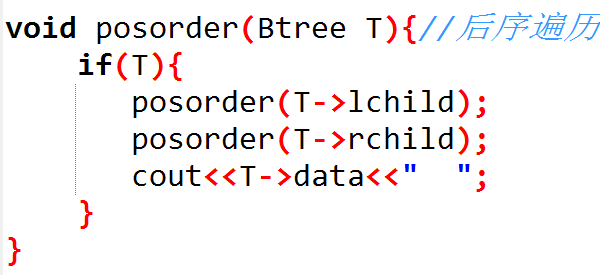 void posorder(Btree T){//后序遍历
    if(T){
        posorder(T->lchild);
        posorder(T->rchild);
        cout<<T->data<<"  ";
    }
}